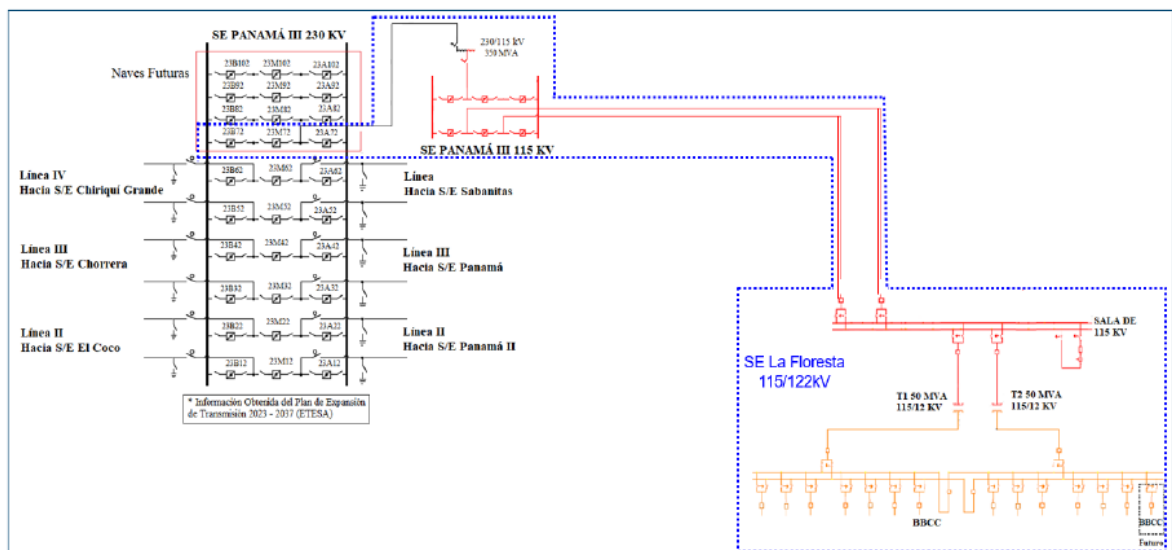 SE PANAMÁ III 230 KV
Naves Futuras
23B102 23M102 23A102
23B92 23M92 23A92
23B82 23M82 23A82
23B72 23M72 23A72
230/115 kV
350 MVA
SE PANAMÁ III 115 KV
Línea IV
Hacia S/E Chiriquí Grande
23B62 23M62 23A62
Línea
Hacia S/E Sabanitas
23B52 23M52 23A52
Línea III
Hacia S/E Chorrera
23B42 23M42 23A42
Línea III
Hacia S/E Panamá
23B32 23M32 23A32
Línea II
Hacia S/E El Coco
23B22 23M22 23A22
Línea II
Hacia S/E Panamá II
23B12 23M12 23A12
* Información Obtenida del Plan de Expansión
de Transmisión 2023 - 2037 (ETESA)
SALA DE
115 KV
SE La Floresta
115/122kV
T1 50 MVA
115/12 KV
T2 50 MVA
115/12 KV
BBCC
BBCC
Futuro